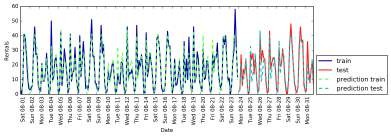 60
50
40
30
20
10
0
Rentals
Sat 08-01
Sun 08-02
Mon 08-03
Tue 08-04
Wed 08-05
Thu 08-06
Fri 08-07
Sat 08-08
Sun 08-09
Mon 08-10
Tue 08-11
Wed 08-12
Thu 08-13
Fri 08-14
Sat 08-15
Sun 08-16
Mon 08-17
Tue 08-18
Wed 08-19
Thu 08-20
Fri 08-21
Sat 08-22
Sun 08-23
Mon 08-24
Tue 08-25
Wed 08-26
Thu 08-27
Fri 08-28
Sat 08-29
Sun 08-30
Mon 08-31
Date
train
test
prediction train
prediction test